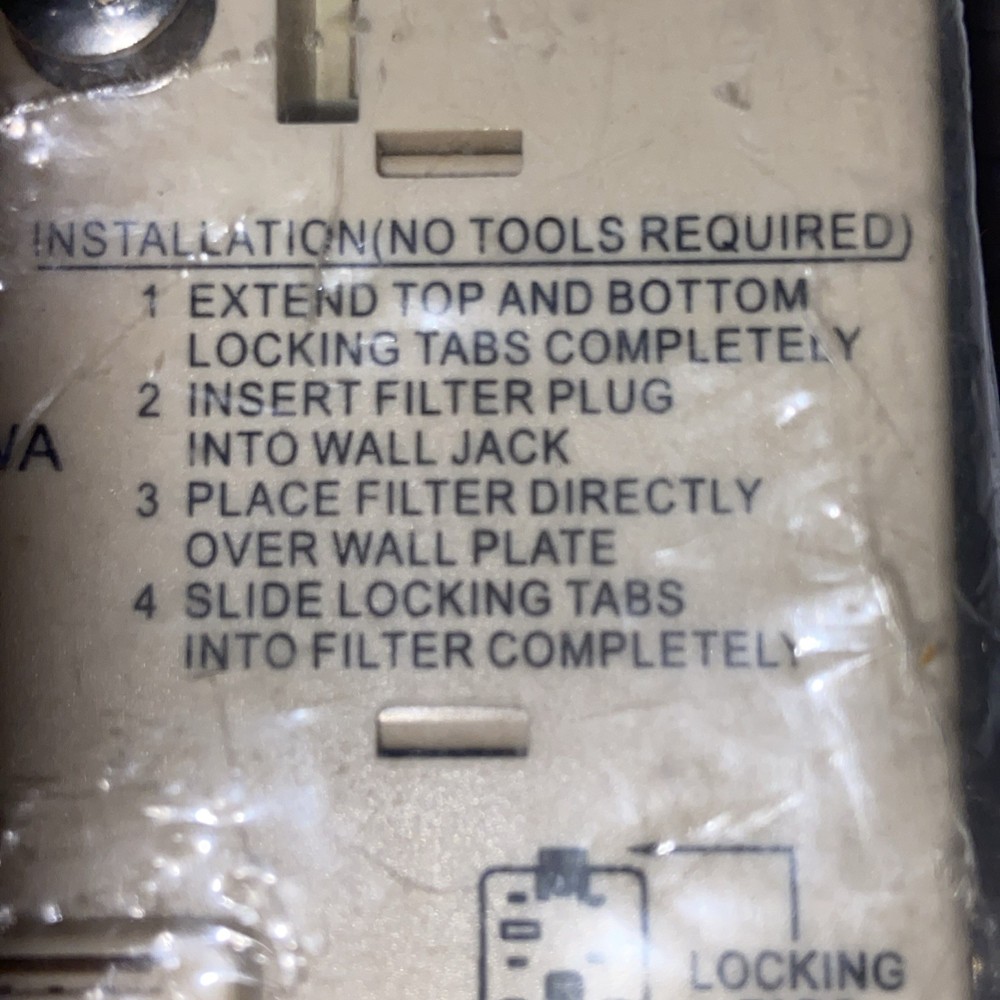 INSTALLATION(NO TOOLS REQUIRED)
1 EXTEND TOP AND BOTTOM
LOCKING TABS COMPLETELY
2 INSERT FILTER PLUG
INTO WALL JACK
3 PLACE FILTER DIRECTLY
OVER WALL PLATE
4 SLIDE LOCKING TABS
INTO FILTER COMPLETELY
LOCKING